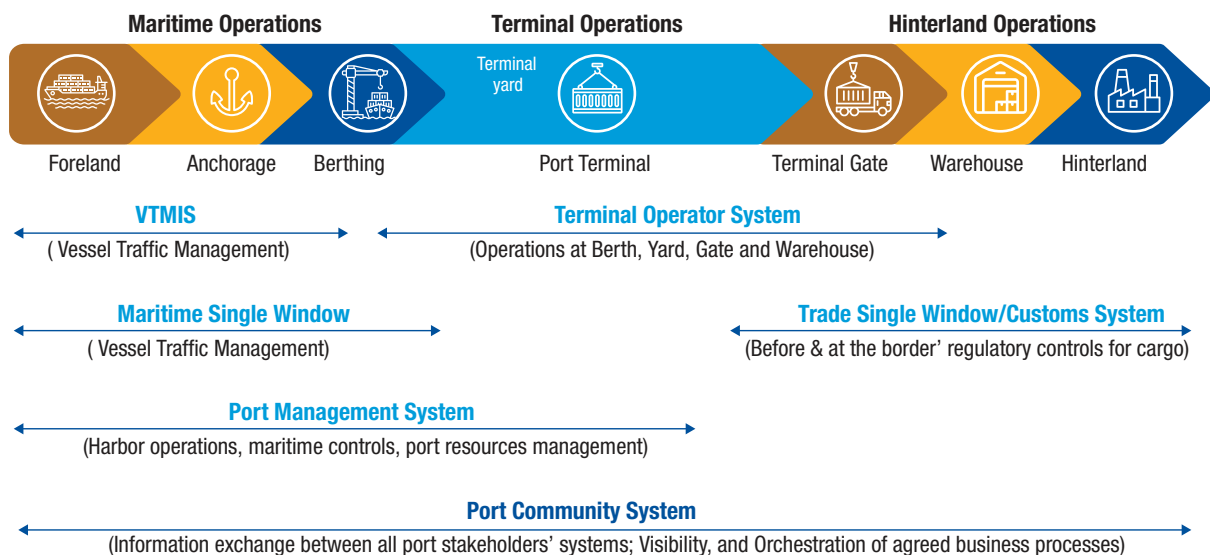 Maritime Operations
Terminal Operations
Hinterland Operations
Terminal
yard
Foreland
Anchorage
Berthing
Port Terminal
Terminal Gate
Warehouse
Hinterland
VTMIS
( Vessel Traffic Management)
Terminal Operator System
(Operations at Berth, Yard, Gate and Warehouse)
Maritime Single Window
( Vessel Traffic Management)
Trade Single Window/Customs System
(Before & at the border’ regulatory controls for cargo)
Port Management System
(Harbor operations, maritime controls, port resources management)
Port Community System
(Information exchange between all port stakeholders’ systems; Visibility, and Orchestration of agreed business processes)